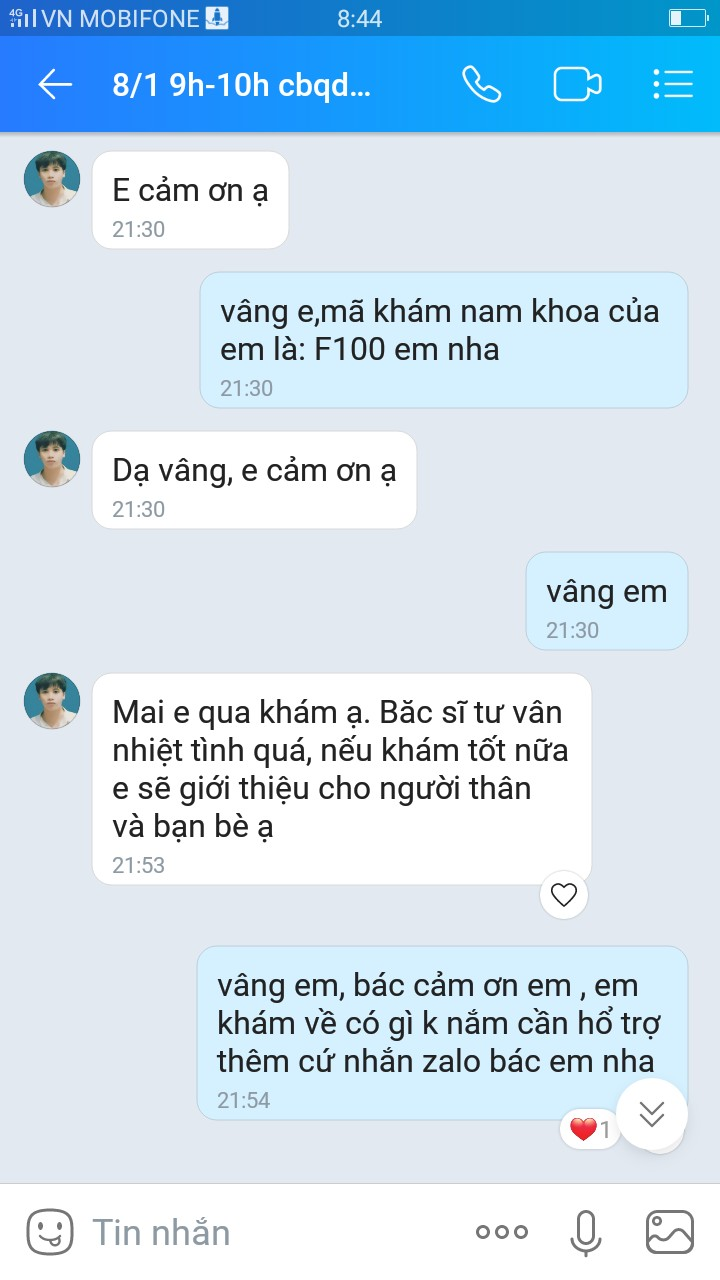 4G VN MOBIFONE 8:44
8/1 9h-10h cbqd...
E cảm ơn ạ
21:30
vâng e,mã khám nam khoa của
em là: F100 em nha
21:30
Dạ vâng, e cảm ơn ạ
21:30
vâng em
21:30
Mai e qua khám ạ. Băc sĩ tư vân
nhiệt tình quá, nếu khám tốt nữa
e sẽ giới thiệu cho người thân
và bạn bè ạ
21:53
vâng em, bác cảm ơn em , em
khám về có gì k nắm cần hổ trợ
thêm cứ nhắn zalo bác em nha
21:54
1
Tin nhắn